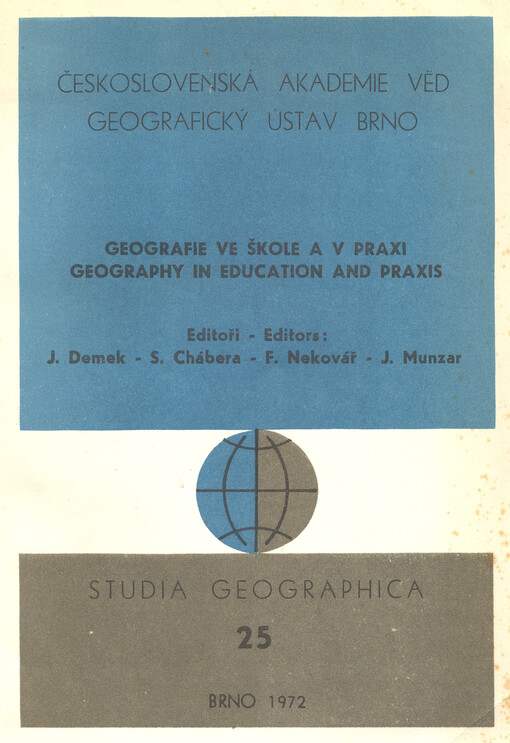 ČESKOSLOVENSKÁ AKADEMIE VĚD
GEOGRAFICKÝ ÚSTAV BRNO
GEOGRAFIE VE ŠKOLE A V PRAXI
GEOGRAPHY IN EDUCATION AND PRAXIS
Editoři - Editors:
J. Demek - S. Chábera - F. Nekovář - J. Munzar
STUDIA GEOGRAPHICA
25
BRNO 1972